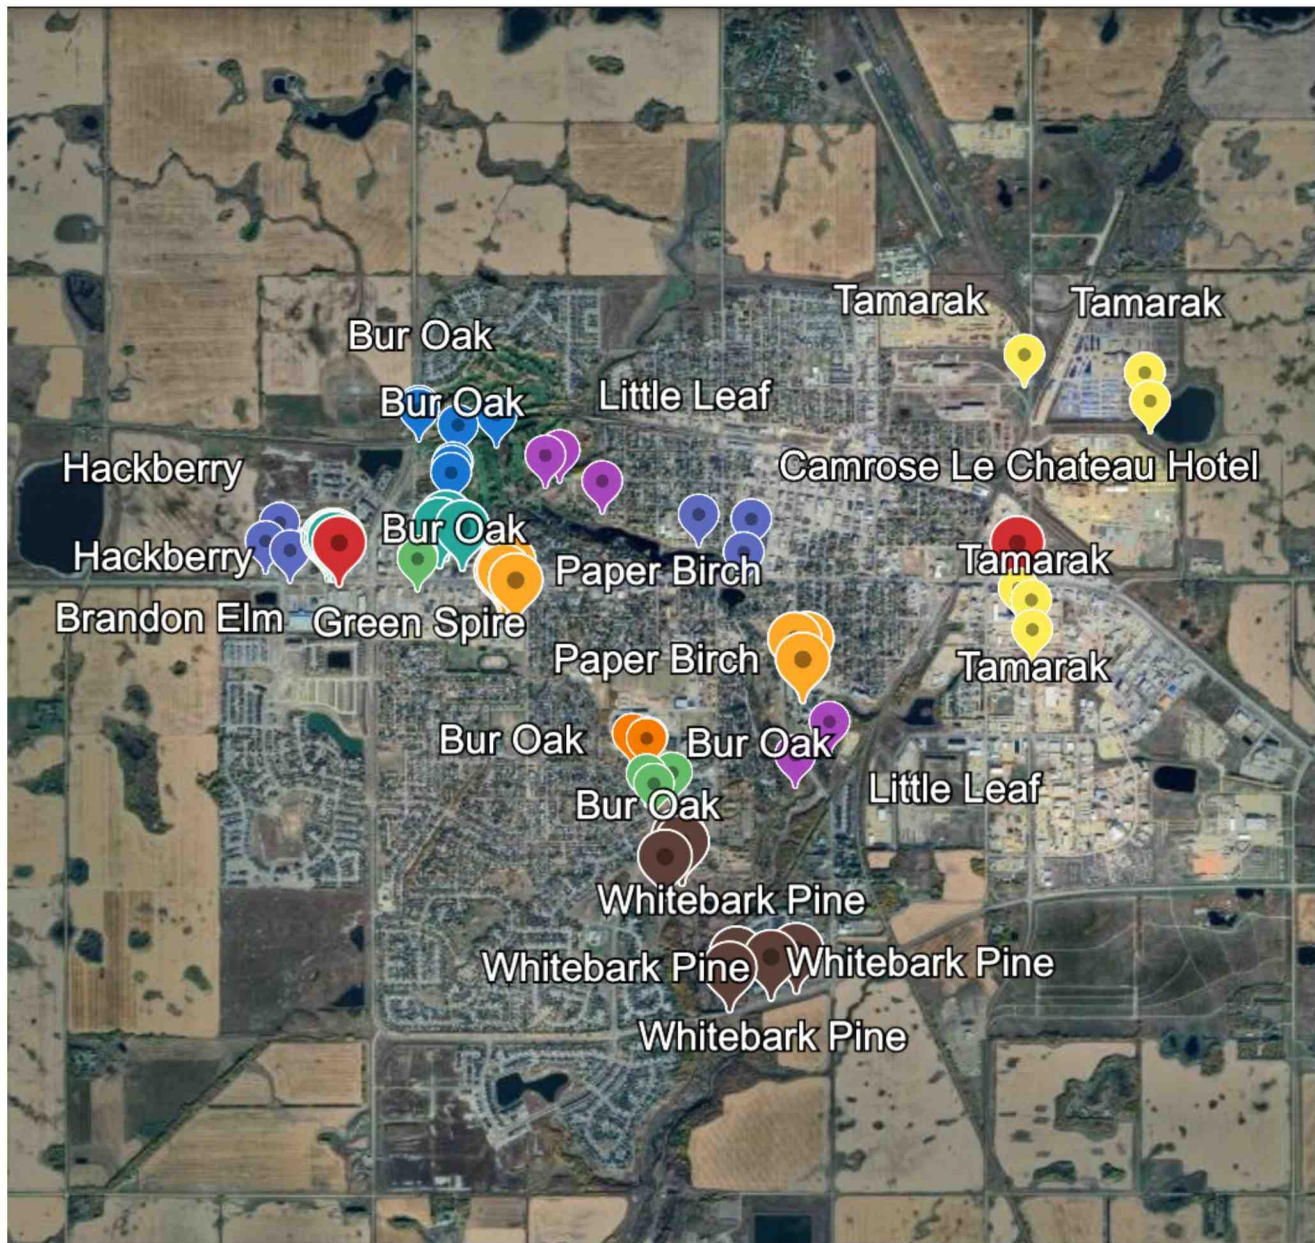 Tamarak
Tamarak
Bur Oak
Bur Oak
Little Leaf
Hackberry
Camrose Le Chateau Hotel
Bur Oak
Hackberry
Paper Birch
Tamarak
Brandon Elm
Green Spire
Paper Birch
Tamarak
Bur Oak
Bur Oak
Little Leaf
Bur Oak
Whitebark Pine
Whitebark Pine
Whitebark Pine
Whitebark Pine